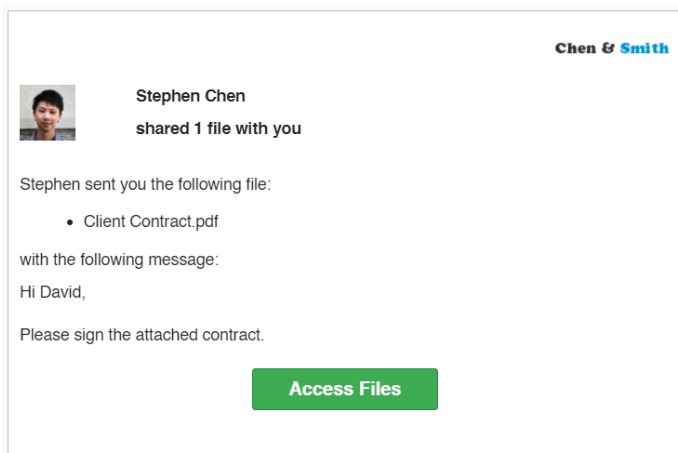 Chen & Smith
Stephen Chen
shared 1 file with you
Stephen sent you the following file:
• Client Contract.pdf
with the following message:
Hi David,
Please sign the attached contract.
Access Files